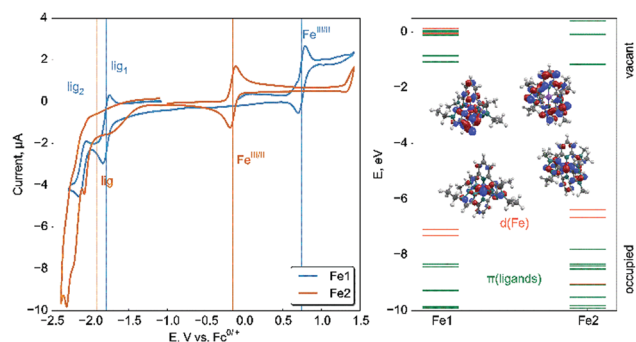 4
2
0
−2
−4
−6
−8
−10
Current, µA
lig₂
lig₁
lig
Feᴵᴵᴵ/ᴵᴵ
Feᴵᴵᴵ/ᴵᴵ
Fe1
Fe2
−2.5 −2.0 −1.5 −1.0 −0.5 0.0 0.5 1.0 1.5
E, V vs. Fc⁰/⁺
0
−2
−4
−6
−8
−10
E, eV
d(Fe)
π(ligands)
vacant
occupied
Fe1 Fe2